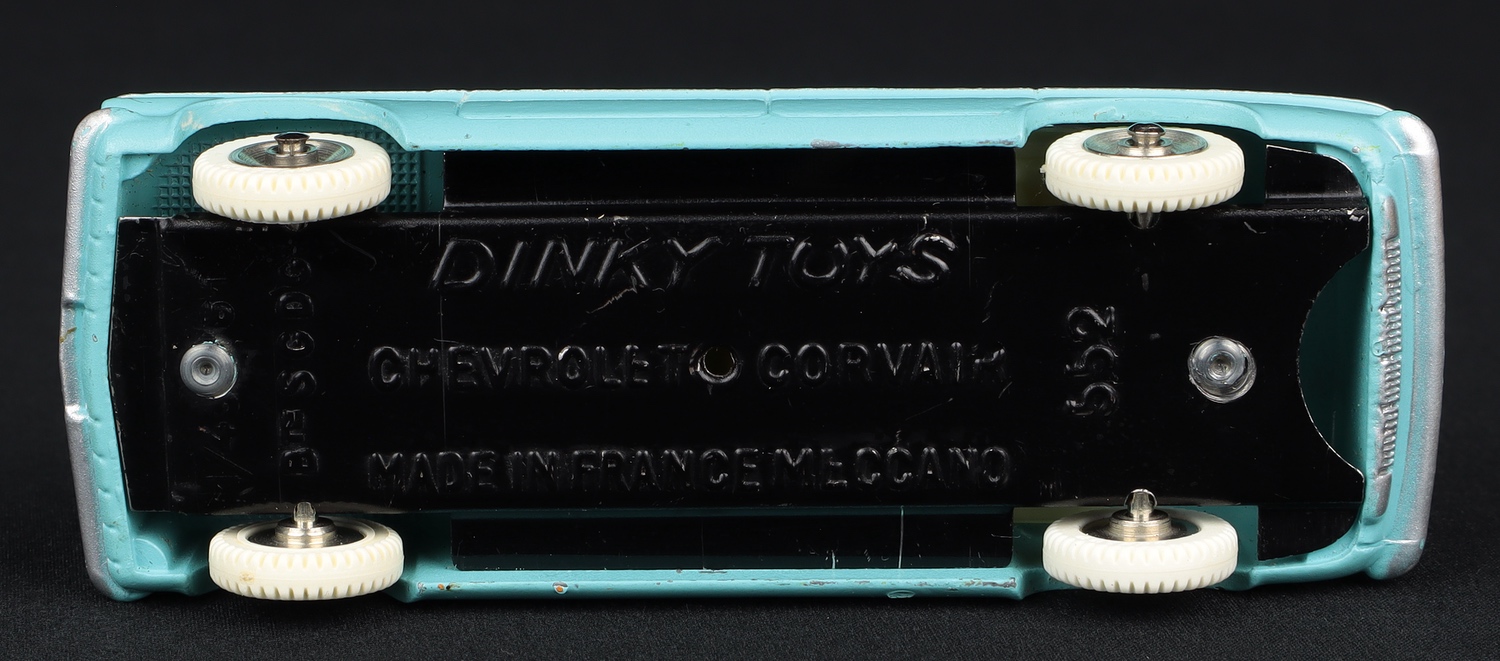 DINKY TOYS
CHEVROLET CORVAIR
MADE IN FRANCE MECCANO
552